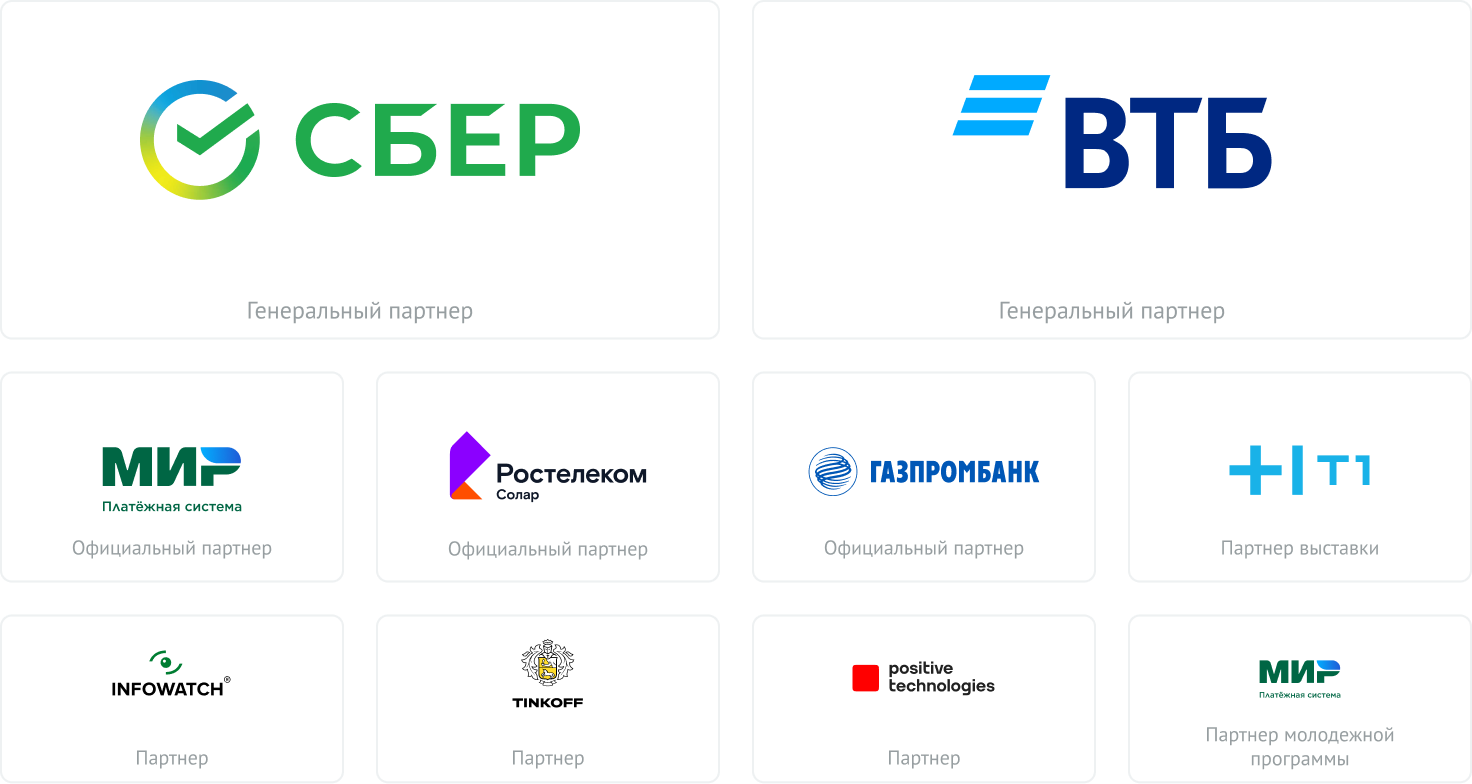 СБЕР
ВТБ
Генеральный партнер
Генеральный партнер
МИР
Платёжная система
Официальный партнер
Ростелеком
Солар
Официальный партнер
ГАЗПРОМБАНК
Официальный партнер
Т1
Партнер выставки
INFOWATCH®
Партнер
TINKOFF
Партнер
positive
technologies
Партнер
МИР
Платёжная система
Партнер молодежной
программы